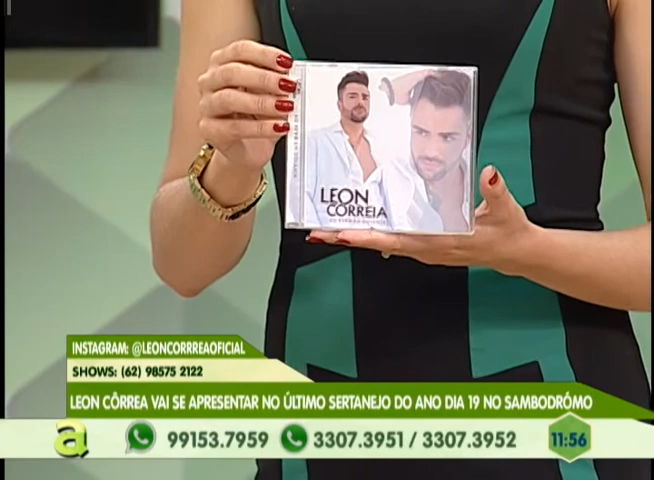 LEON
CORREIA
INSTAGRAM: @LEONCORRREAOFICIAL
SHOWS: (62) 98575 2122
LEON CÔRREA VAI SE APRESENTAR NO ÚLTIMO SERTANEJO DO ANO DIA 19 NO SAMBODRÓMO
a 99153.7959 3307.3951 / 3307.3952 11:56